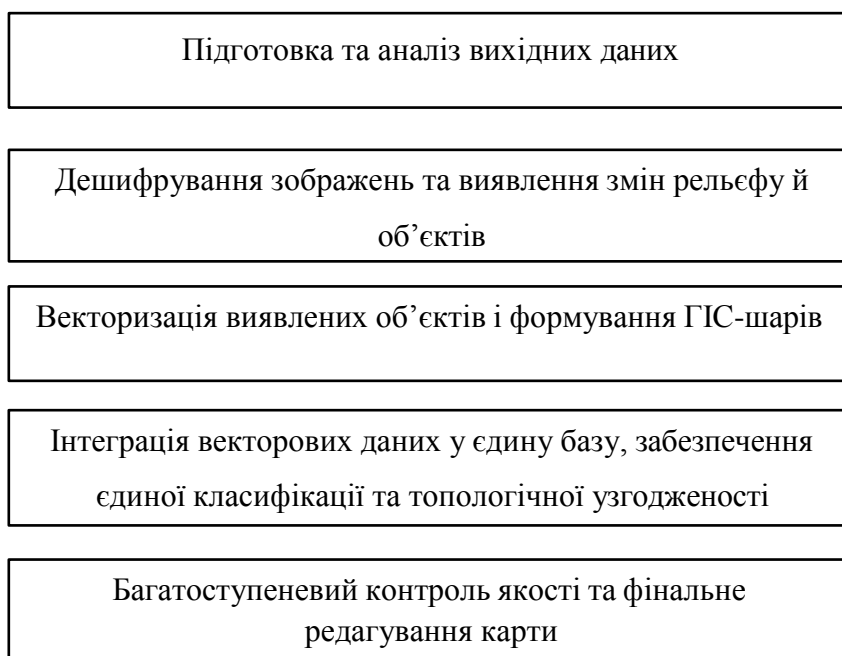 Підготовка та аналіз вихідних даних
Дешифрування зображень та виявлення змін рельєфу й
об’єктів
Векторизація виявлених об’єктів і формування ГІС-шарів
Інтеграція векторових даних у єдину базу, забезпечення
єдиної класифікації та топологічної узгодженості
Багатоступеневий контроль якості та фінальне
редагування карти